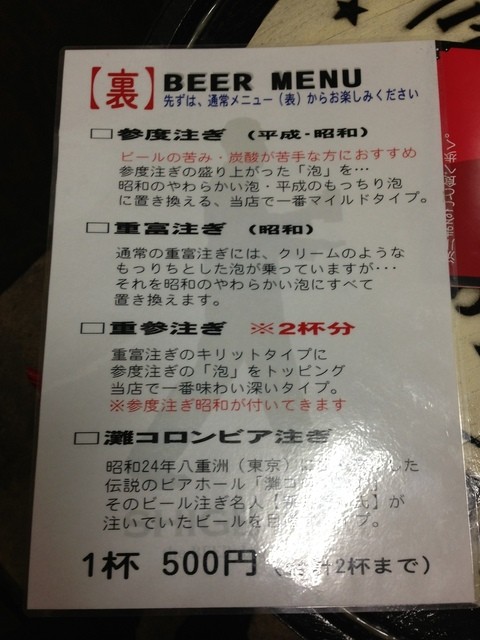 【裏】BEER MENU
先ずは、通常メニュー（表）からお楽しみください
□参度注ぎ （平成・昭和）
ビールの苦み・炭酸が苦手な方におすすめ
参度注ぎの盛り上がった「泡」を…
昭和のやわらかい泡・平成のもっちり泡
に置き換える、当店で一番マイルドタイプ。
□重富注ぎ （昭和）
通常の重富注ぎには、クリームのような
もっりちとした泡が乗っていますが…
それを昭和のやわらかい泡にすべて
置き換えます。
□重参注ぎ ※2杯分
重富注ぎのキリットタイプに
参度注ぎの「泡」をトッピング
当店で一番味わい深いタイプ。
※参度注ぎ昭和が付いてきます
□灘コロンビア注ぎ
昭和24年八重洲（東京）した
伝説のビアホール「灘コ
そのビール注ぎ名人【氏】が
注いでいたビールをプ。
1杯 500円 （計2杯まで）